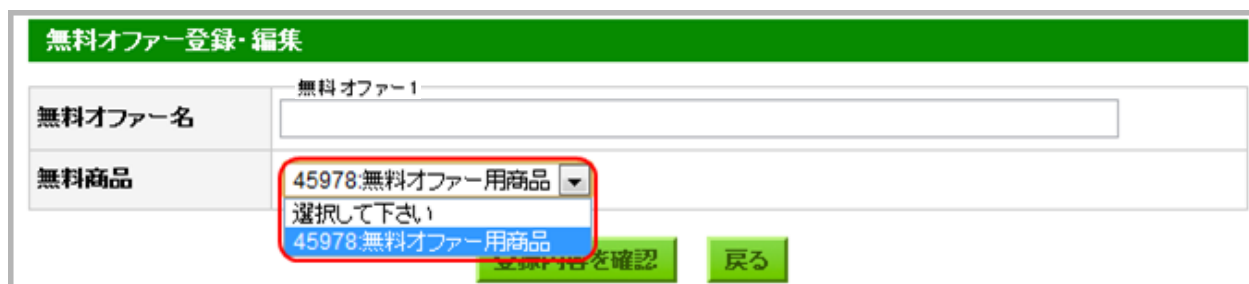 無料オファー登録・編集
無料オファー名
無料オファー1
無料商品
45978:無料オファー用商品
選択して下さい
45978:無料オファー用商品
を確認
戻る